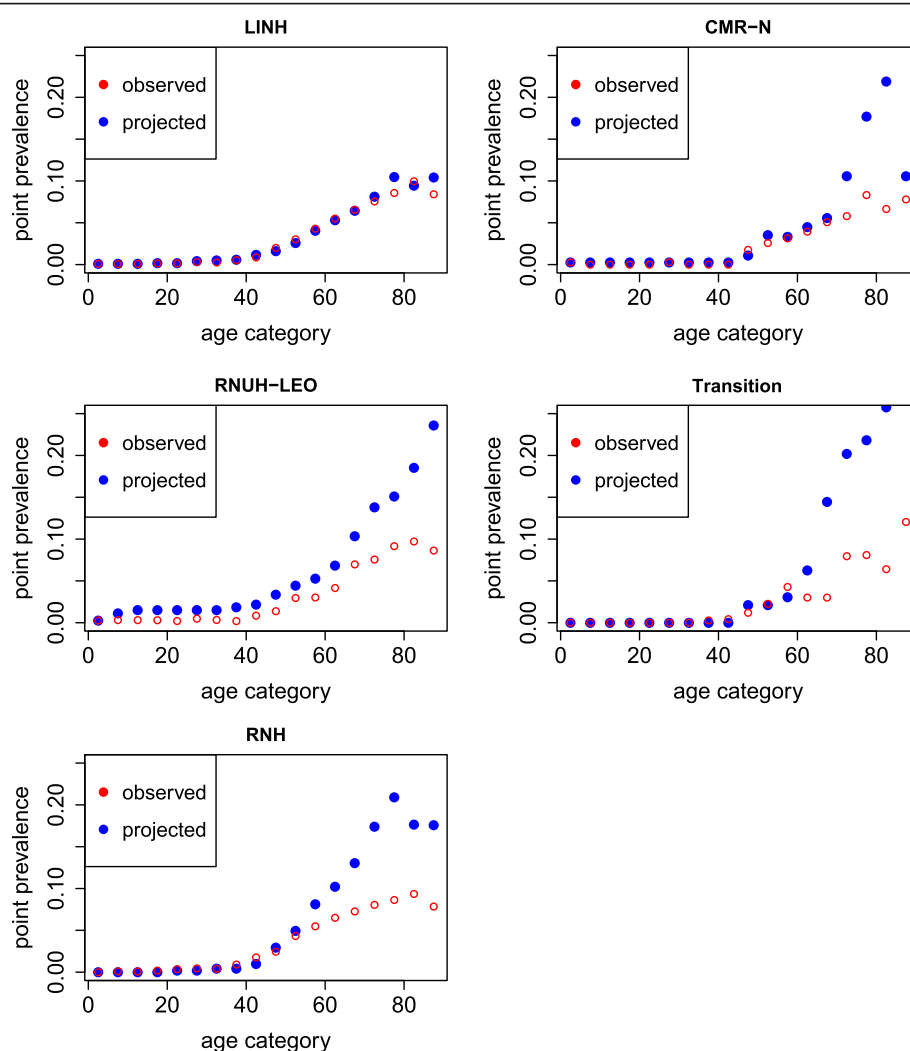 LINH
observed
projected
point prevalence
0.00 0.10 0.20
0 20 40 60 80
age category
CMR−N
observed
projected
point prevalence
0.00 0.10 0.20
0 20 40 60 80
age category
RNUH−LEO
observed
projected
point prevalence
0.00 0.10 0.20
0 20 40 60 80
age category
Transition
observed
projected
point prevalence
0.00 0.10 0.20
0 20 40 60 80
age category
RNH
observed
projected
point prevalence
0.00 0.10 0.20
0 20 40 60 80
age category